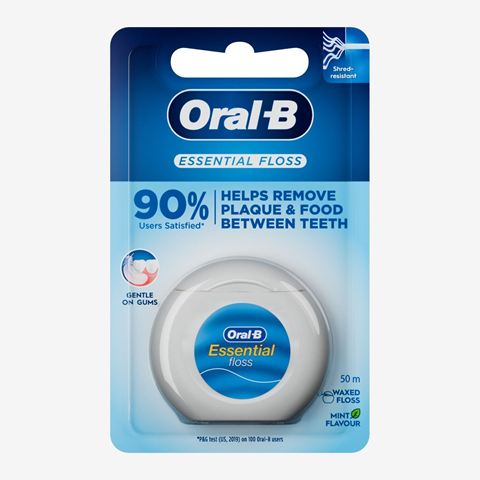 Shred-
resistant
Oral-B
ESSENTIAL FLOSS
90%
Users Satisfied*
HELPS REMOVE
PLAQUE & FOOD
BETWEEN TEETH
GENTLE
ON GUMS
Oral-B
Essential
floss
50 m
WAXED
FLOSS
MINT
FLAVOUR
*P&G test (US, 2019) on 100 Oral-B users